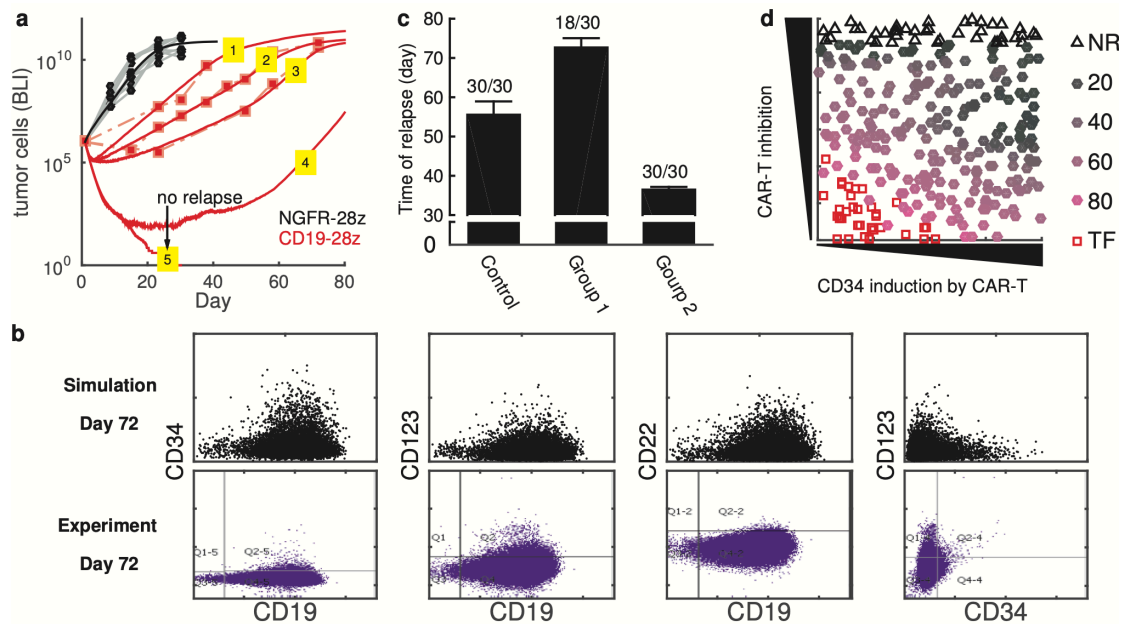 a
tumor cells (BLI)
10^10
10^5
10^0
0 20 40 60 80
Day
1
2
3
4
5
no relapse
NGFR-28z
CD19-28z
c
Time of relapse (day)
80
70
60
50
40
30
0
30/30
18/30
30/30
Control
Group 1
Gourp 2
d
CAR-T inhibition
CD34 induction by CAR-T
NR
20
40
60
80
TF
b
Simulation
Day 72
CD34
CD123
CD22
CD123
Experiment
Day 72
Q1-5 Q2-5
Q1 Q2
Q1-2 Q2-2
Q2-4
Q4-4
CD19
CD19
CD19
CD34